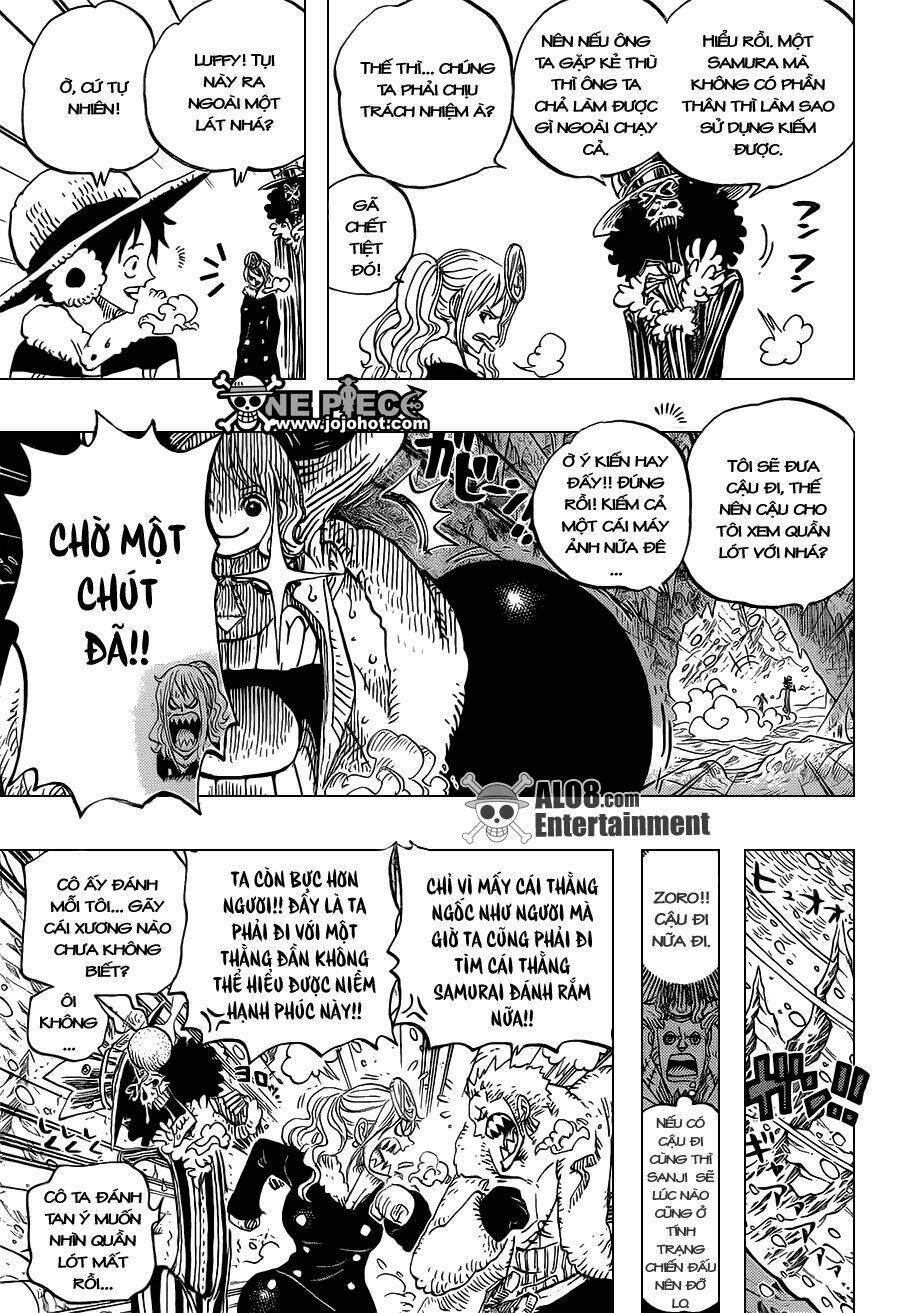 HIỂU RỒI. MỘT
SAMURA MÀ
KHÔNG CÓ PHẦN
THÂN THÌ LÀM SAO
SỬ DỤNG KIẾM
ĐƯỢC.
NÊN NẾU ÔNG
TA GẶP KẺ THÙ
THÌ ÔNG TA
CHẢ LÀM ĐƯỢC
GÌ NGOÀI CHẠY
CẢ.
THẾ THÌ... CHÚNG
TA PHẢI CHỊU
TRÁCH NHIỆM À?
GÃ
CHẾT
TIỆT
ĐÓ!
LUFFY! TỤI
NÀY RA
NGOÀI MỘT
LÁT NHÁ?
Ờ, CỨ TỰ
NHIÊN!
ONE PIECE
www.jojohot.com
TÔI SẼ ĐƯA
CẬU ĐI, THẾ
NÊN CẬU CHO
TÔI XEM QUẦN
LÓT VỚI NHÁ?
Ờ Ý KIẾN HAY
ĐẤY!! ĐÚNG
RỒI! KIẾM CẢ
MỘT CÁI MÁY
ẢNH NỮA ĐÊ
...
CHỜ MỘT
CHÚT
ĐÃ!!
ALO8.com
Entertainment
ZORO!!
CẬU ĐI
NỮA ĐI.
NẾU CÓ
CẬU ĐI
CÙNG THÌ
SANJI SẼ
LÚC NÀO
CŨNG Ở
TÍNH
TRẠNG
CHIẾN ĐẤU
NÊN ĐỠ
LO.
CHỈ VÌ MẤY CÁI THẰNG
NGỐC NHƯ NGƯƠI MÀ
GIỜ TA CŨNG PHẢI ĐI
TÌM CÁI THẰNG
SAMURAI ĐÁNH RẮM
NỮA!!
TA CÒN BỰC HƠN
NGƯƠI!! ĐẤY LÀ TA
PHẢI ĐI VỚI MỘT
THẰNG ĐẦN KHÔNG
THỂ HIỂU ĐƯỢC NIỀM
HẠNH PHÚC NÀY!!
CÔ ẤY ĐÁNH
MỖI TÔI... GÃY
CÁI XƯƠNG NÀO
CHƯA KHÔNG
BIẾT?
ÔI
KHÔNG
...
CÔ TA ĐÁNH
TAN Ý MUỐN
NHÌN QUẦN
LÓT MẤT
RỒI...